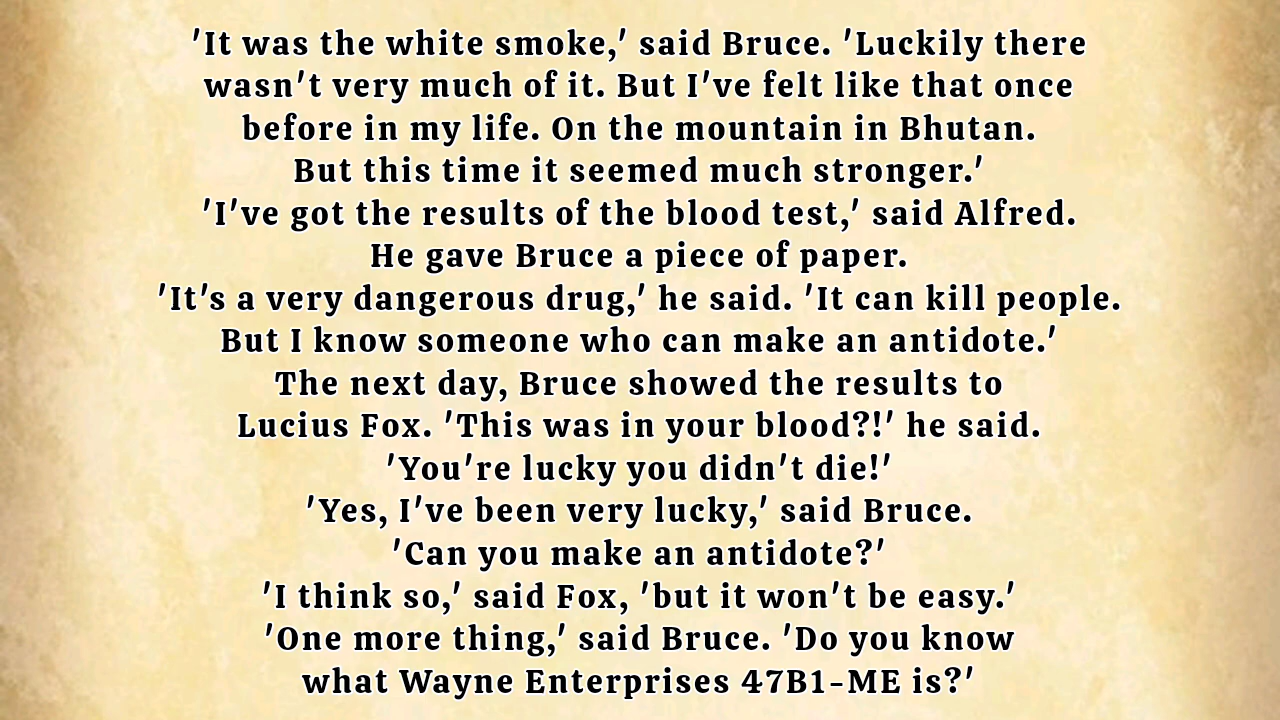 'It was the white smoke,' said Bruce. 'Luckily there
wasn't very much of it. But I've felt like that once
before in my life. On the mountain in Bhutan.
But this time it seemed much stronger.'
'I've got the results of the blood test,' said Alfred.
He gave Bruce a piece of paper.
'It's a very dangerous drug,' he said. 'It can kill people.
But I know someone who can make an antidote.'
The next day, Bruce showed the results to
Lucius Fox. 'This was in your blood?!' he said.
'You're lucky you didn't die!'
'Yes, I've been very lucky,' said Bruce.
'Can you make an antidote?'
'I think so,' said Fox, 'but it won't be easy.'
'One more thing,' said Bruce. 'Do you know
what Wayne Enterprises 47B1-ME is?'